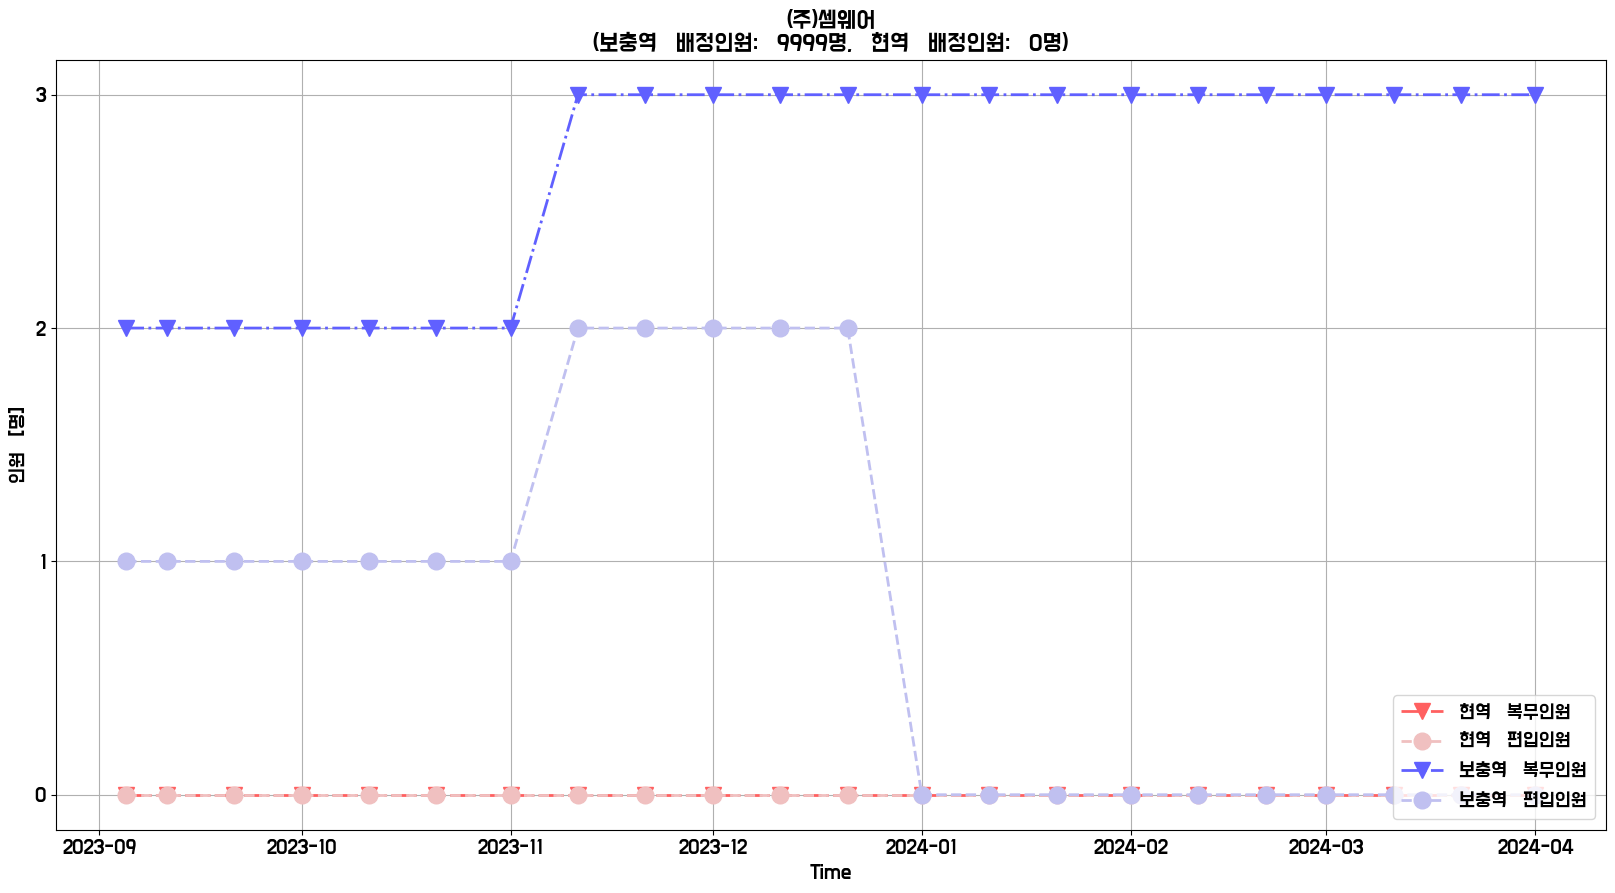 (주)셈웨어
(보충역 배정인원: 9999명, 현역 배정인원: 0명)
3
2
1
0
인원 [명]
2023-09 2023-10 2023-11 2023-12 2024-01 2024-02 2024-03 2024-04
Time
현역 복무인원
현역 편입인원
보충역 복무인원
보충역 편입인원